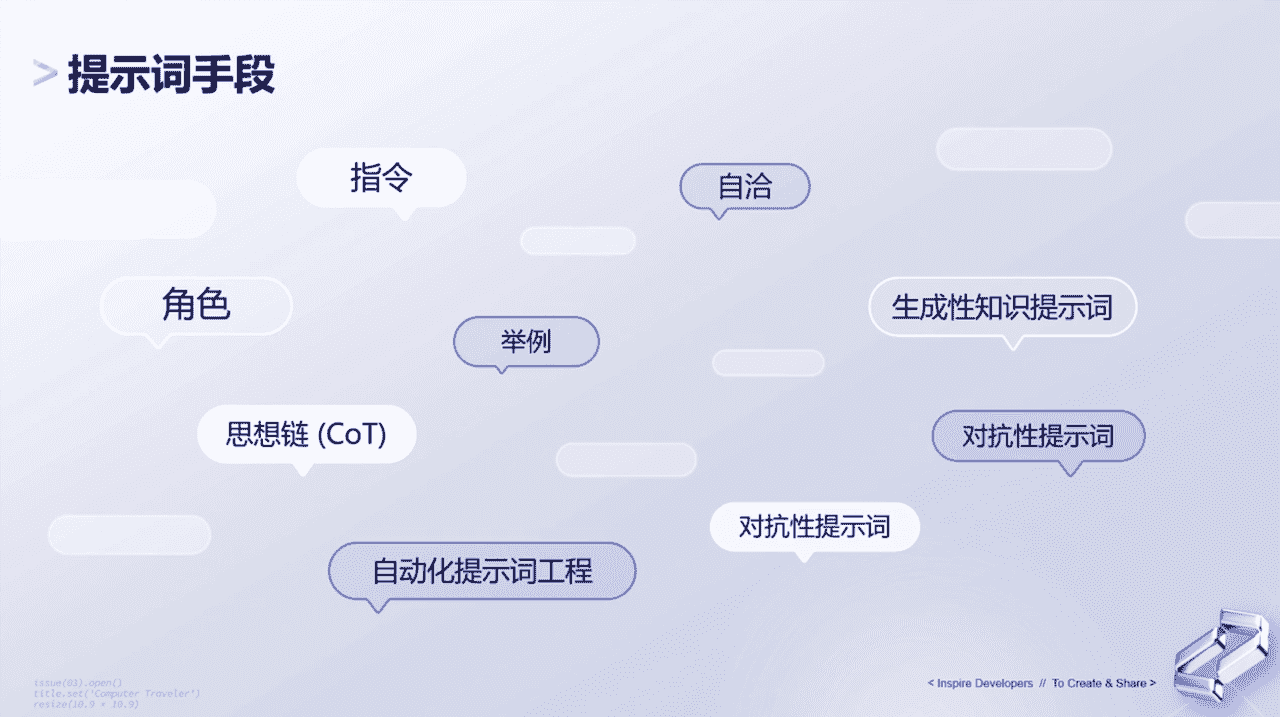 > 提示词手段
指令
自洽
角色
生成性知识提示词
举例
思想链 (CoT)
对抗性提示词
对抗性提示词
自动化提示词工程
issue(03).open()
title.set('Computer Traveler')
resize(10.9 × 10.9)
< Inspire Developers // To Create & Share >